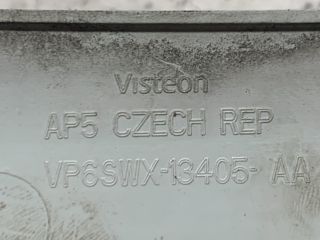 Visteon
AP5 CZECH REP
VP6SWX-13405- AA